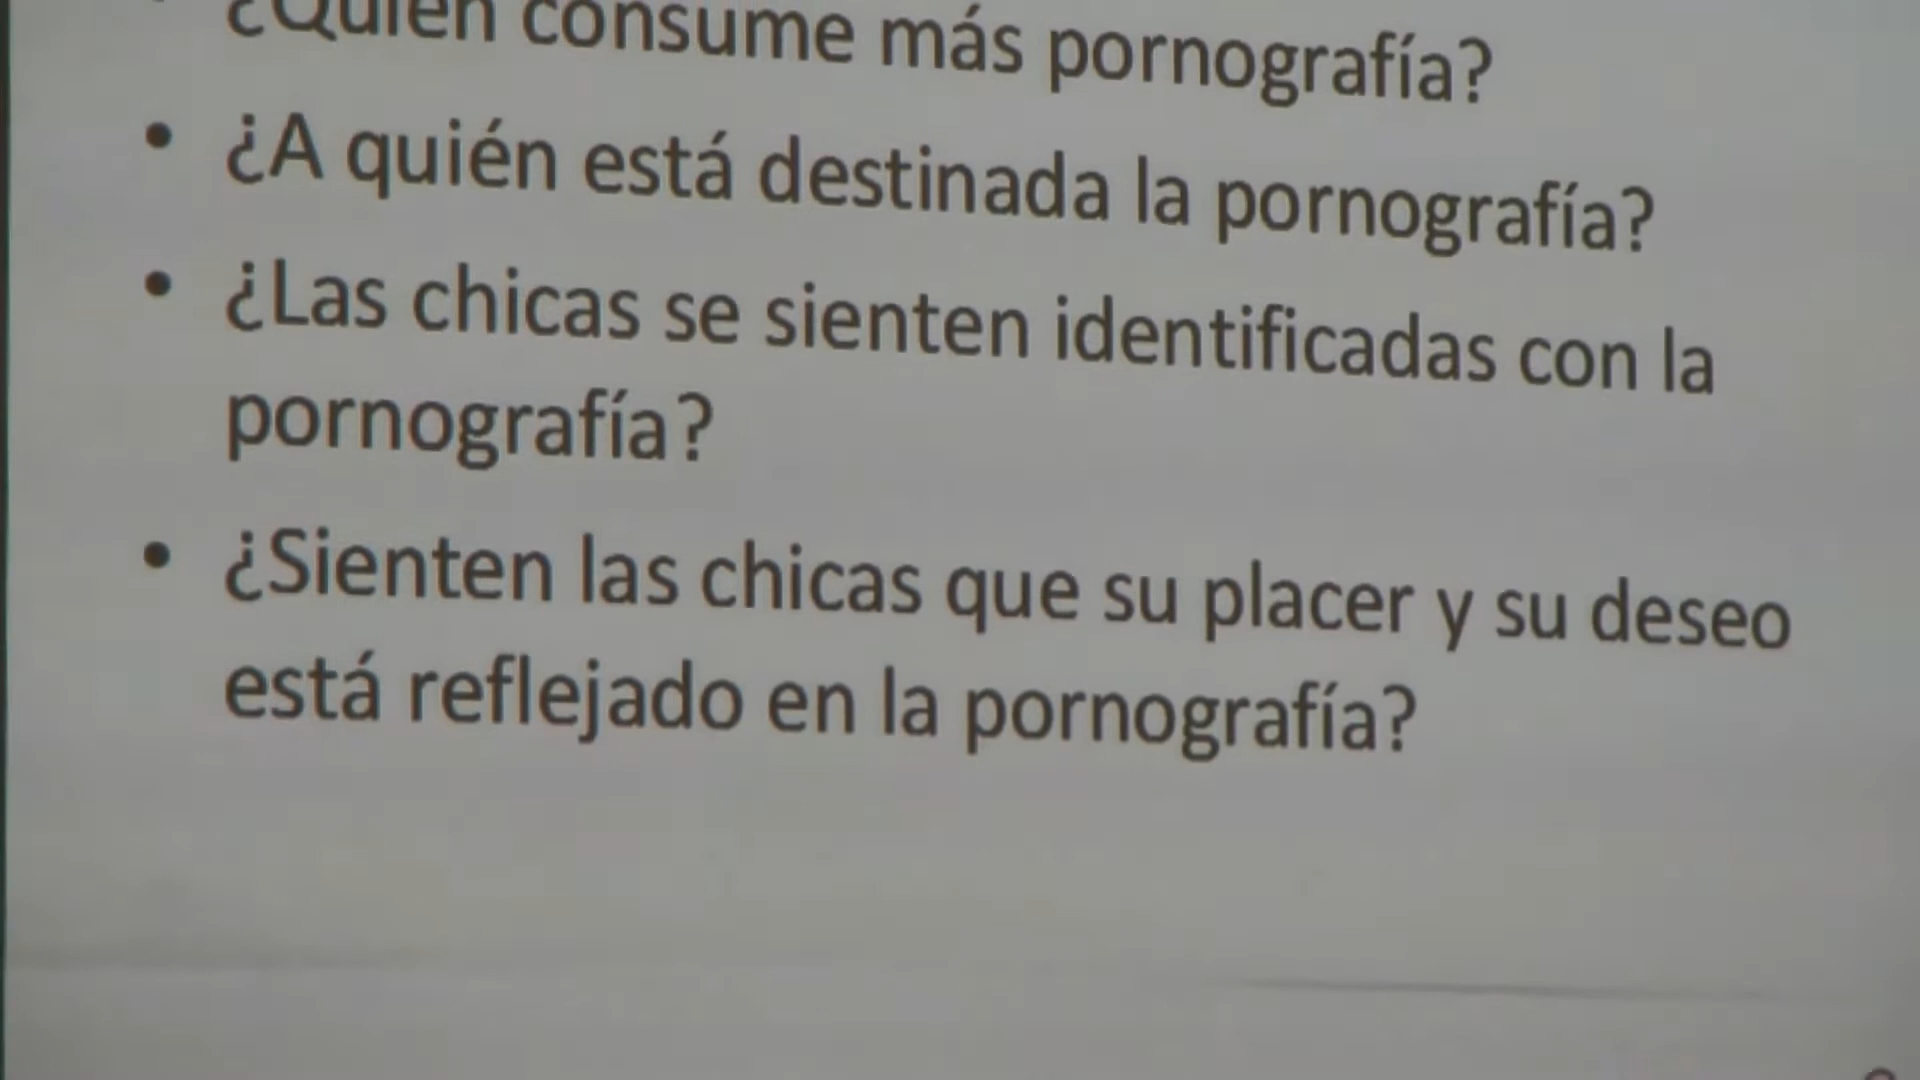 ¿Quién consume más pornografía?
• ¿A quién está destinada la pornografía?
• ¿Las chicas se sienten identificadas con la
pornografía?
• ¿Sienten las chicas que su placer y su deseo
está reflejado en la pornografía?